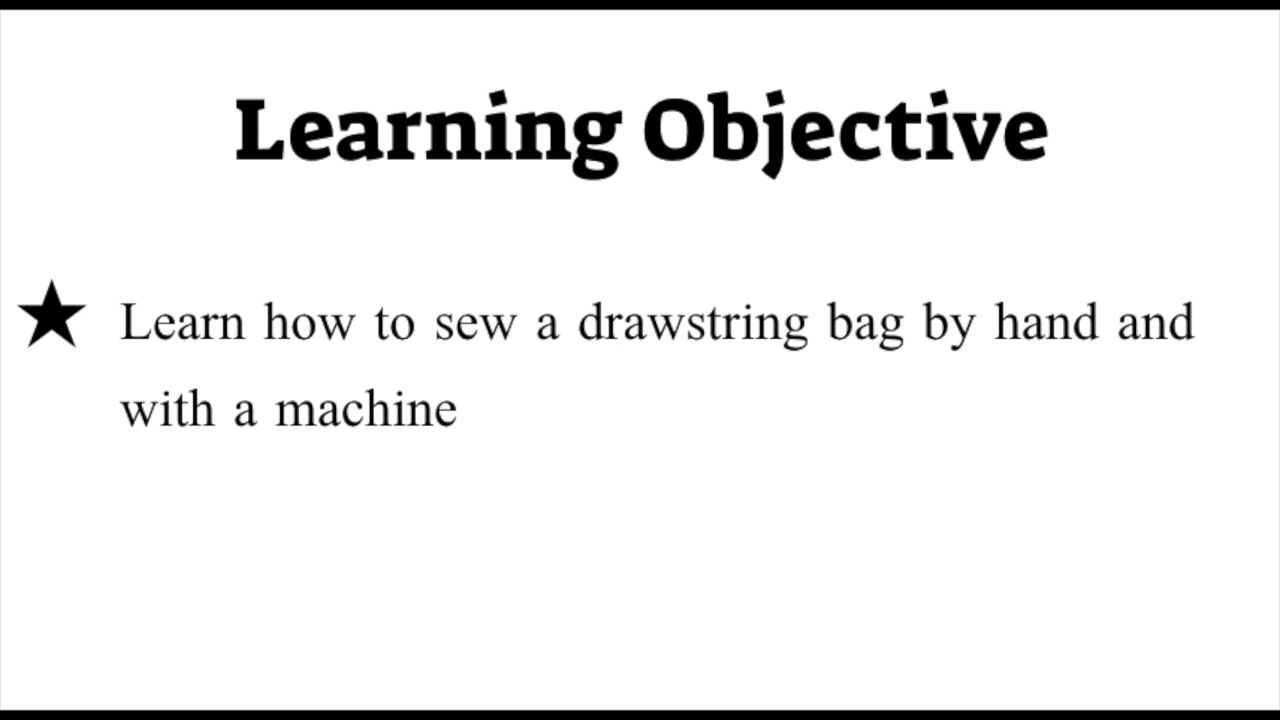 Learning Objective
Learn how to sew a drawstring bag by hand and
with a machine